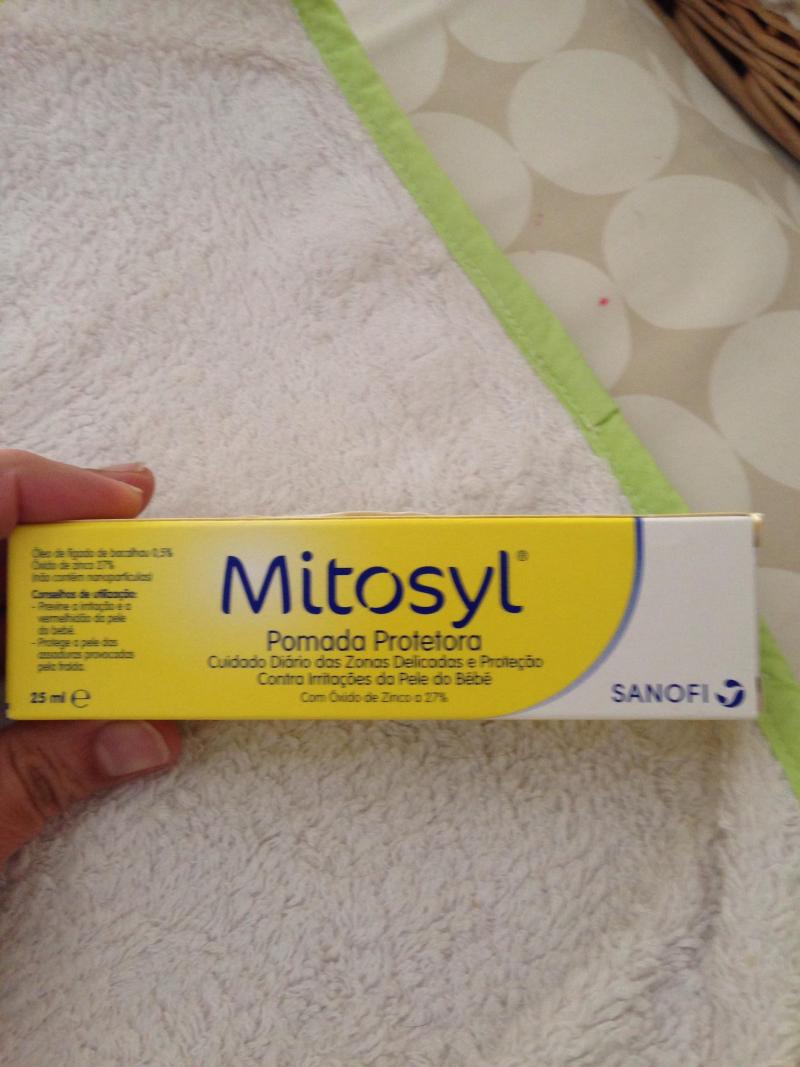 Óleo de fígado de bacalhau 0,5%
Óxido de zinco 27%
(não contém nanopartículas)
Conselhos de utilização:
- Previne a irritação e a
vermelhidão da pele
do bebé.
- Protege a pele das
assaduras provocadas
pela fralda.
25 ml ℮
Mitosyl®
Pomada Protetora
Cuidado Diário das Zonas Delicadas e Proteção
Contra Irritações da Pele do Bébé
Com Óxido de Zinco a 27%
SANOFI